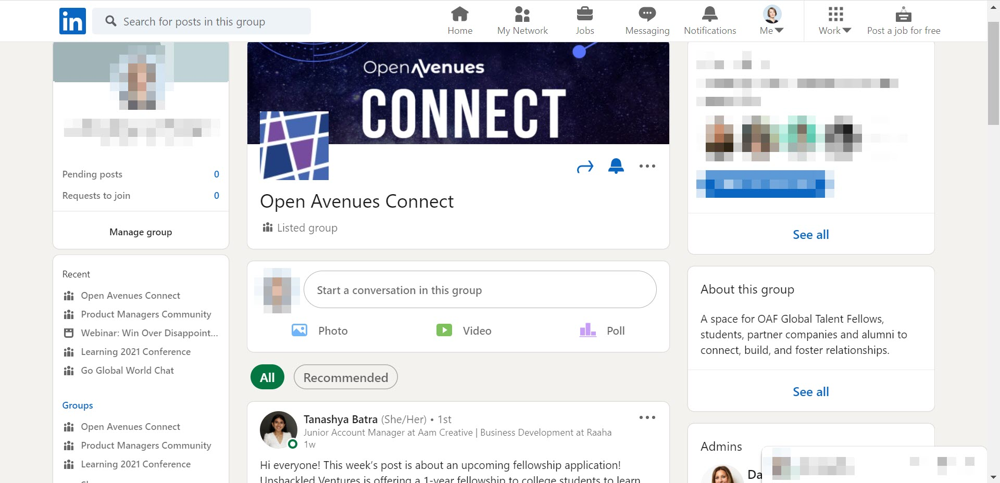 in
Search for posts in this group
Home
My Network
Jobs
Messaging
Notifications
Me
Work
Post a job for free
Pending posts 0
Requests to join 0
Manage group
Recent
Open Avenues Connect
Product Managers Community
Webinar: Win Over Disappoint...
Learning 2021 Conference
Go Global World Chat
Groups
Open Avenues Connect
Product Managers Community
Learning 2021 Conference
Open Avenues
CONNECT
Open Avenues Connect
Listed group
Start a conversation in this group
Photo
Video
Poll
All
Recommended
Tanashya Batra (She/Her) • 1st
Junior Account Manager at Aam Creative | Business Development at Raaha
1w
Hi everyone! This week’s post is about an upcoming fellowship application!
Unshackled Ventures is offering a 1-year fellowship to college students to learn
See all
About this group
A space for OAF Global Talent Fellows,
students, partner companies and alumni to
connect, build, and foster relationships.
See all
Admins
Da